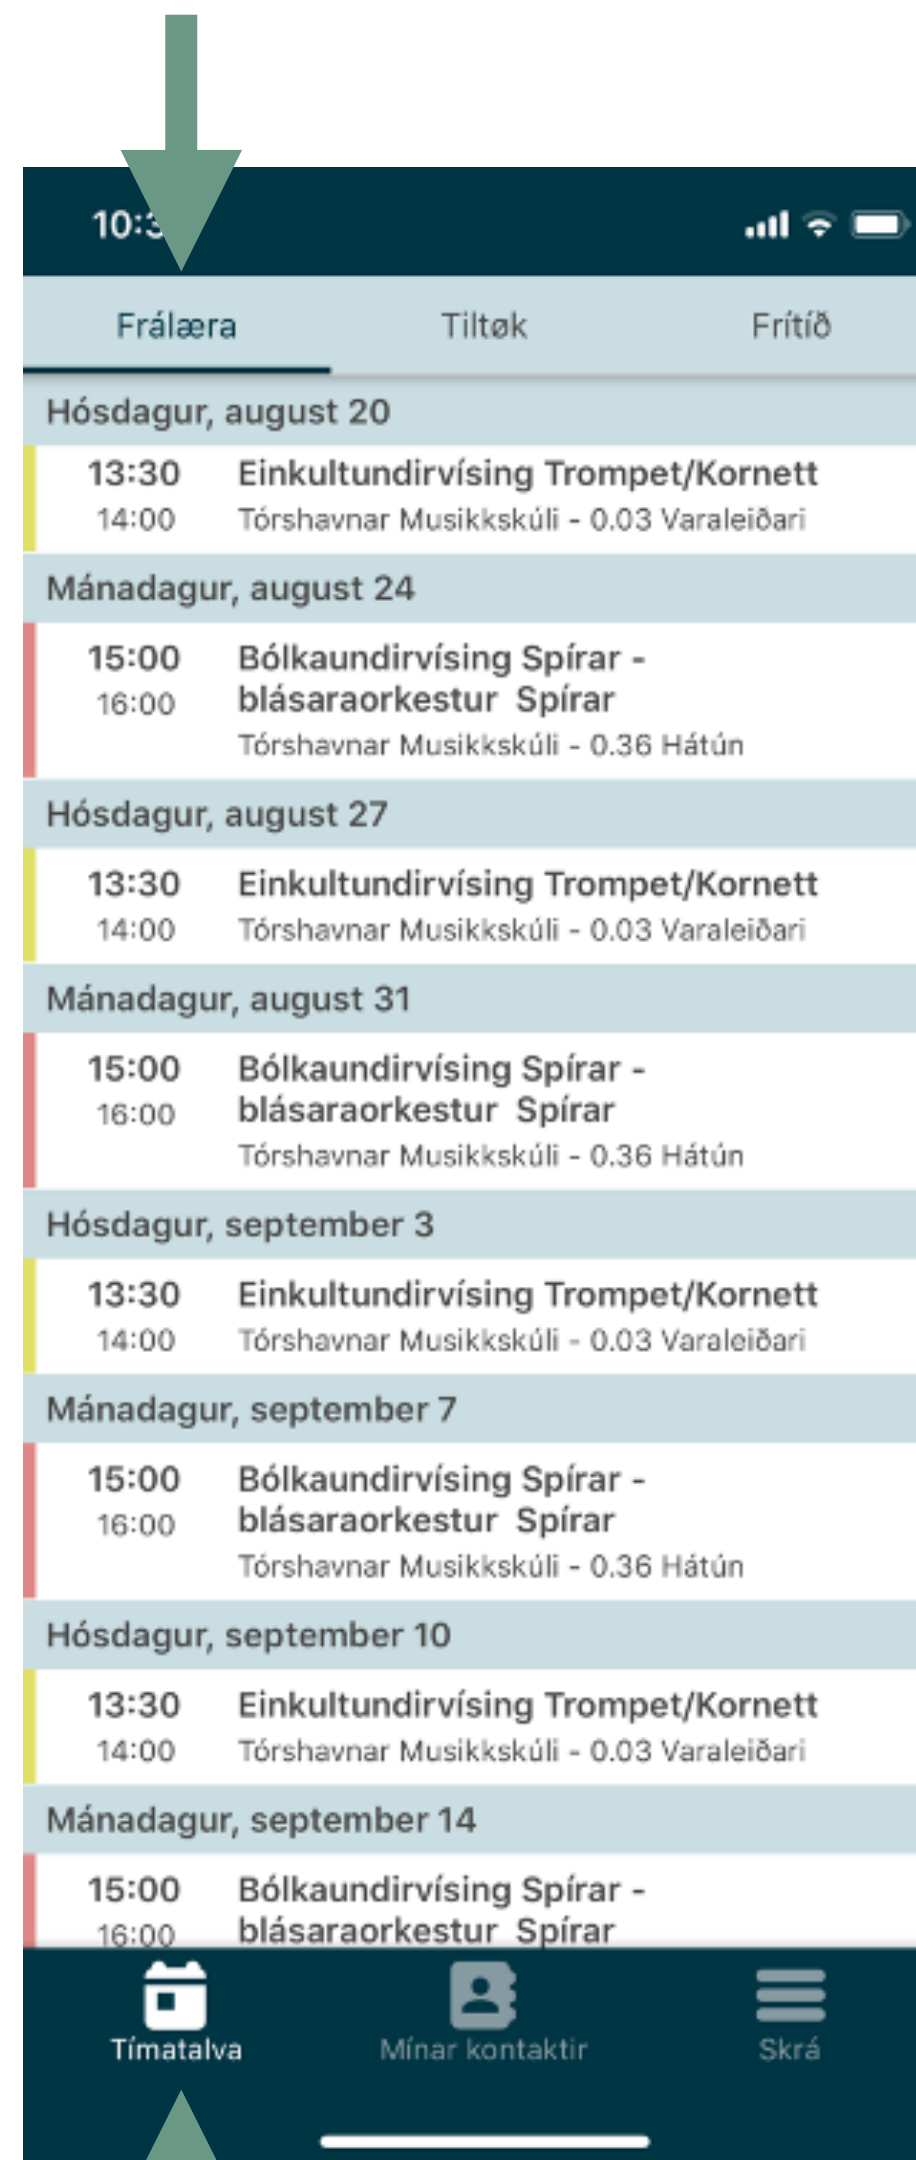 Frálæra Tiltøk Frítíð
Hósdagur, august 20
13:30 Einkultundirvísing Trompet/Kornett
14:00 Tórshavnar Musikkskúli - 0.03 Varaleiðari
Mánadagur, august 24
15:00 Bólkaundirvísing Spírar -
16:00 blásaraorkestur Spírar
Tórshavnar Musikkskúli - 0.36 Hátún
Hósdagur, august 27
13:30 Einkultundirvísing Trompet/Kornett
14:00 Tórshavnar Musikkskúli - 0.03 Varaleiðari
Mánadagur, august 31
15:00 Bólkaundirvísing Spírar -
16:00 blásaraorkestur Spírar
Tórshavnar Musikkskúli - 0.36 Hátún
Hósdagur, september 3
13:30 Einkultundirvísing Trompet/Kornett
14:00 Tórshavnar Musikkskúli - 0.03 Varaleiðari
Mánadagur, september 7
15:00 Bólkaundirvísing Spírar -
16:00 blásaraorkestur Spírar
Tórshavnar Musikkskúli - 0.36 Hátún
Hósdagur, september 10
13:30 Einkultundirvísing Trompet/Kornett
14:00 Tórshavnar Musikkskúli - 0.03 Varaleiðari
Mánadagur, september 14
15:00 Bólkaundirvísing Spírar -
16:00 blásaraorkestur Spírar
Tímatalva Mínar kontaktir Skrá